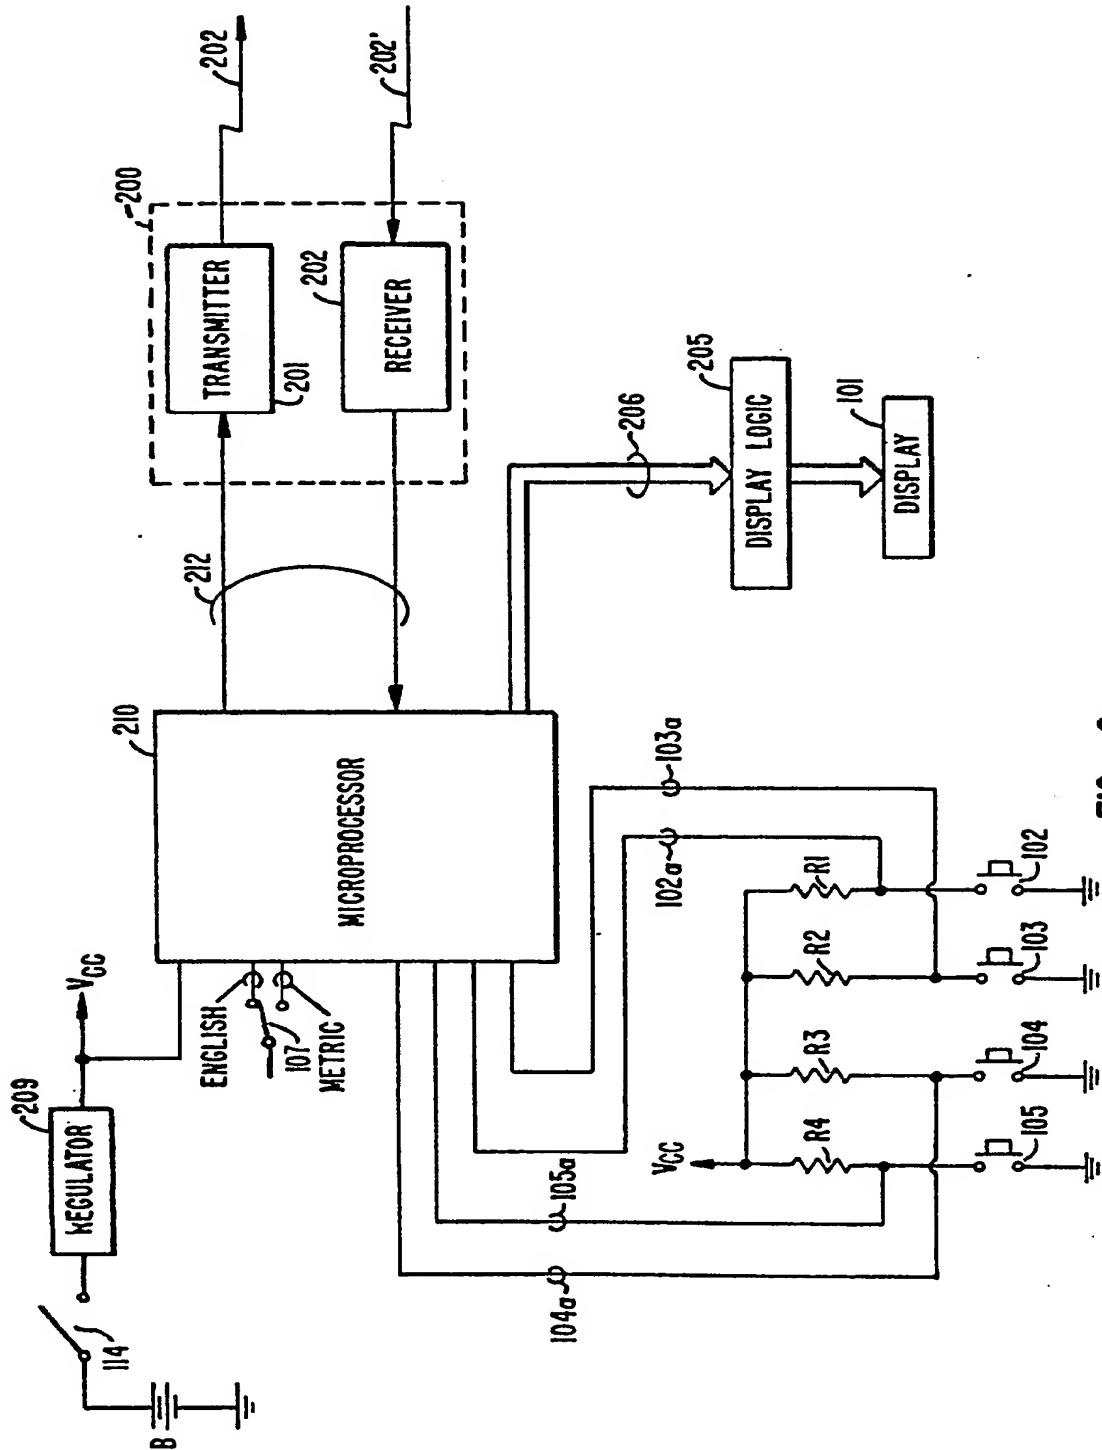 202
202'
200
TRANSMITTER
201
202
RECEIVER
212
206
205
DISPLAY LOGIC
101
DISPLAY
210
MICROPROCESSOR
103a
102a
VCC
ENGLISH
107
METRIC
209
REGULATOR
114
B
105a
104a
VCC
R1
R2
R3
R4
102
103
104
105